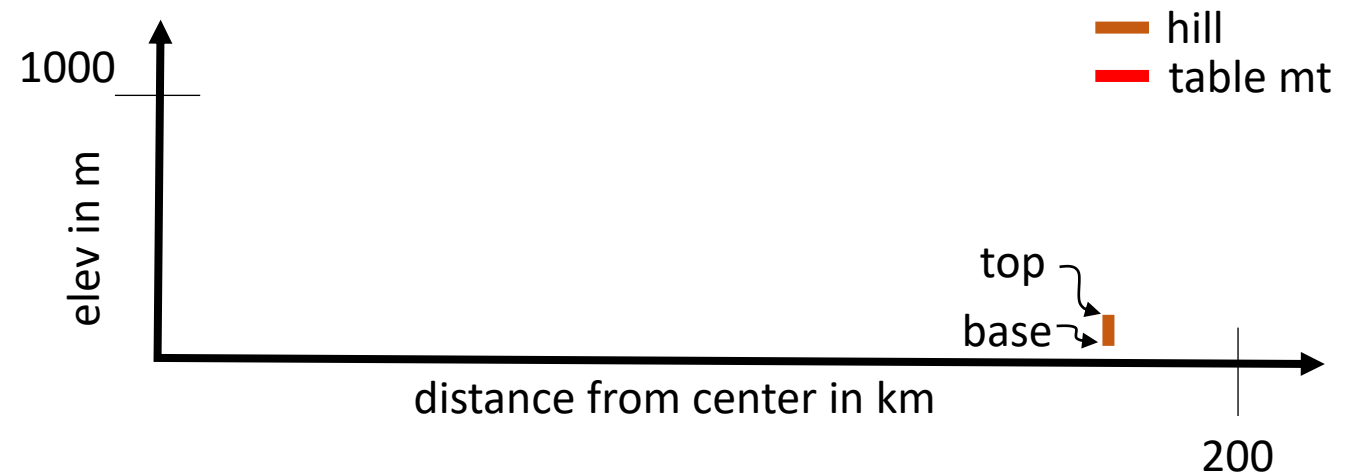 hill
1000
table mt
elev in m
top
base
distance from center in km
200